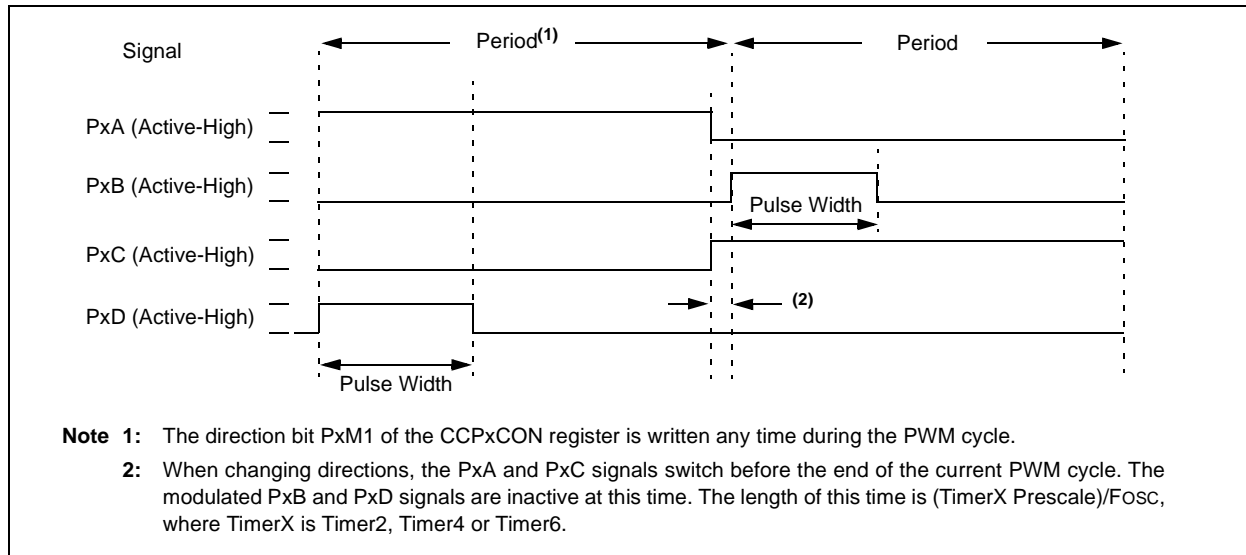 Signal
Period(1)
Period
PxA (Active-High)
PxB (Active-High)
Pulse Width
PxC (Active-High)
(2)
PxD (Active-High)
Pulse Width
Note 1: The direction bit PxM1 of the CCPxCON register is written any time during the PWM cycle.
2: When changing directions, the PxA and PxC signals switch before the end of the current PWM cycle. The
modulated PxB and PxD signals are inactive at this time. The length of this time is (TimerX Prescale)/FOSC,
where TimerX is Timer2, Timer4 or Timer6.